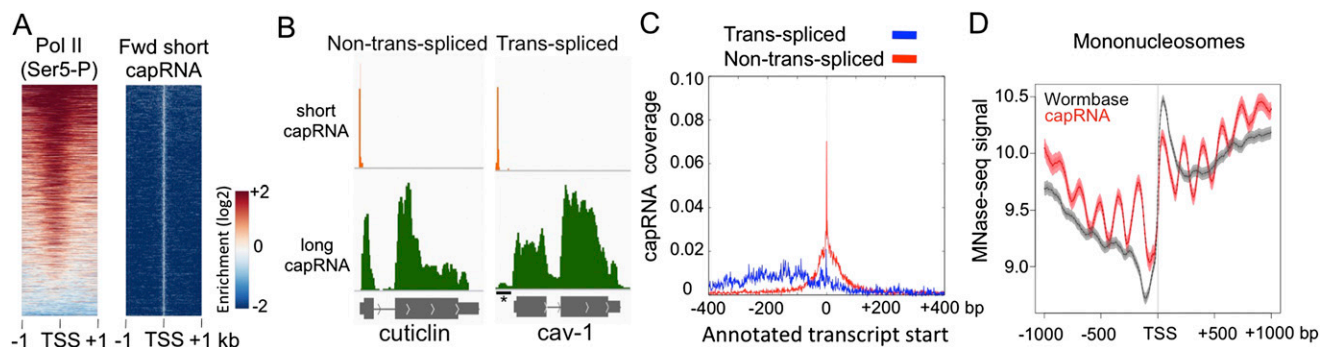 A
Pol II
(Ser5-P)
Fwd short
capRNA
Enrichment (log2)
+2
0
-2
-1 TSS +1
-1 TSS +1 kb
B
Non-trans-spliced
Trans-spliced
short
capRNA
long
capRNA
*
cuticlin
cav-1
C
Trans-spliced
Non-trans-spliced
capRNA coverage
0.10
0.08
0.06
0.04
0.02
0
-400
-200
0
+200
+400 bp
Annotated transcript start
D
Mononucleosomes
Wormbase
capRNA
MNase-seq signal
10.5
10.0
9.5
9.0
-1000
-500
TSS
+500
+1000 bp